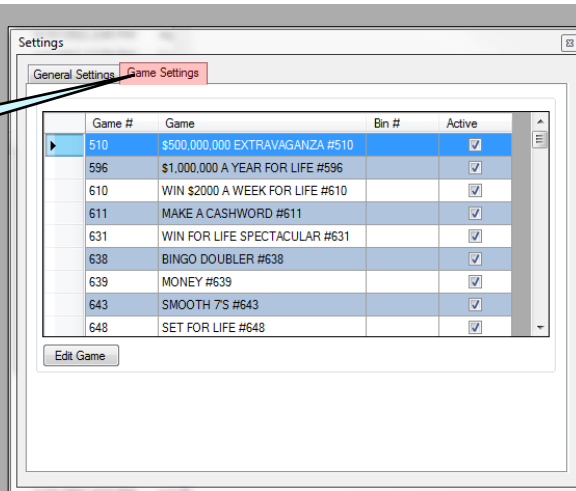 Settings
General Settings Game Settings
Game # Game Bin # Active
510 $500,000,000 EXTRAVAGANZA #510
596 $1,000,000 A YEAR FOR LIFE #596
610 WIN $2000 A WEEK FOR LIFE #610
611 MAKE A CASHWORD #611
631 WIN FOR LIFE SPECTACULAR #631
638 BINGO DOUBLER #638
639 MONEY #639
643 SMOOTH 7'S #643
648 SET FOR LIFE #648
Edit Game